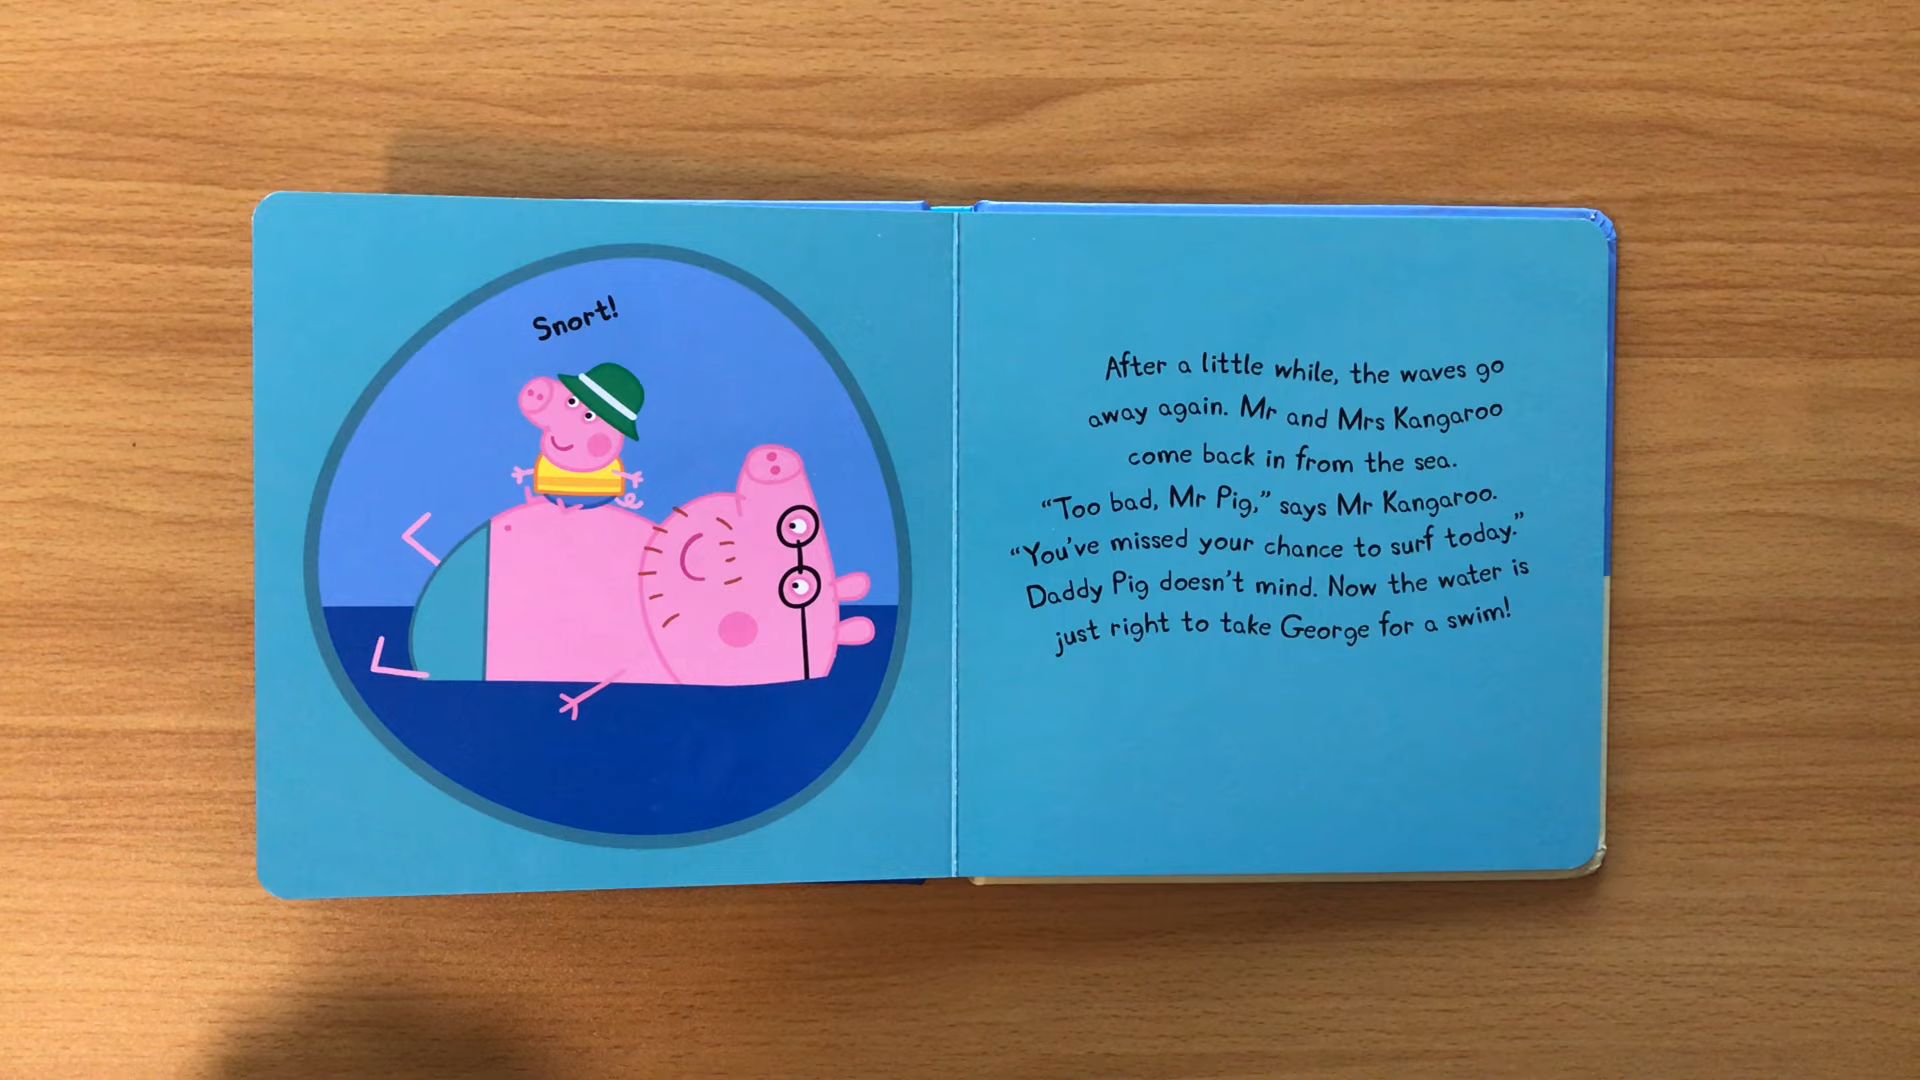 Snort!
After a little while, the waves go
away again. Mr and Mrs Kangaroo
come back in from the sea.
“Too bad, Mr Pig,” says Mr Kangaroo.
“You’ve missed your chance to surf today.”
Daddy Pig doesn’t mind. Now the water is
just right to take George for a swim!